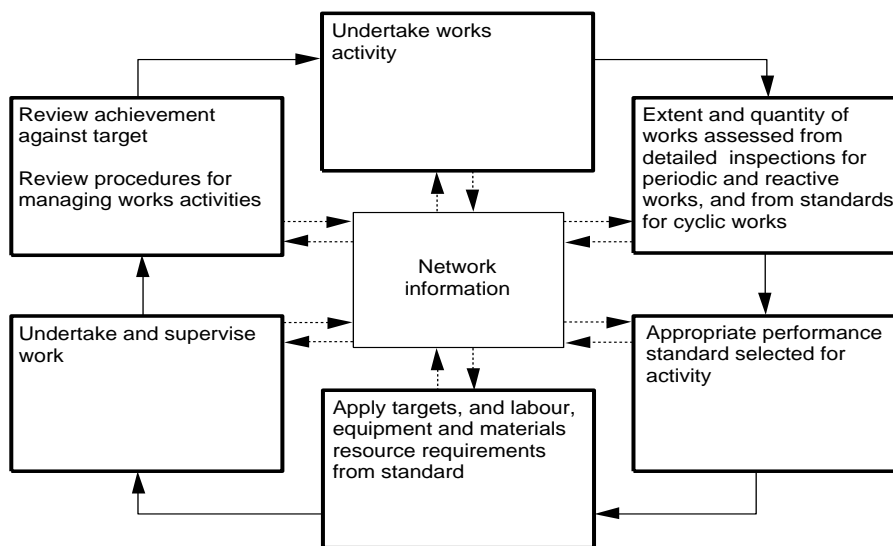 Undertake works
activity
Review achievement
against target
Review procedures for
managing works activities
Extent and quantity of
works assessed from
detailed inspections for
periodic and reactive
works, and from standards
for cyclic works
Network
information
Undertake and supervise
work
Appropriate performance
standard selected for
activity
Apply targets, and labour,
equipment and materials
resource requirements
from standard